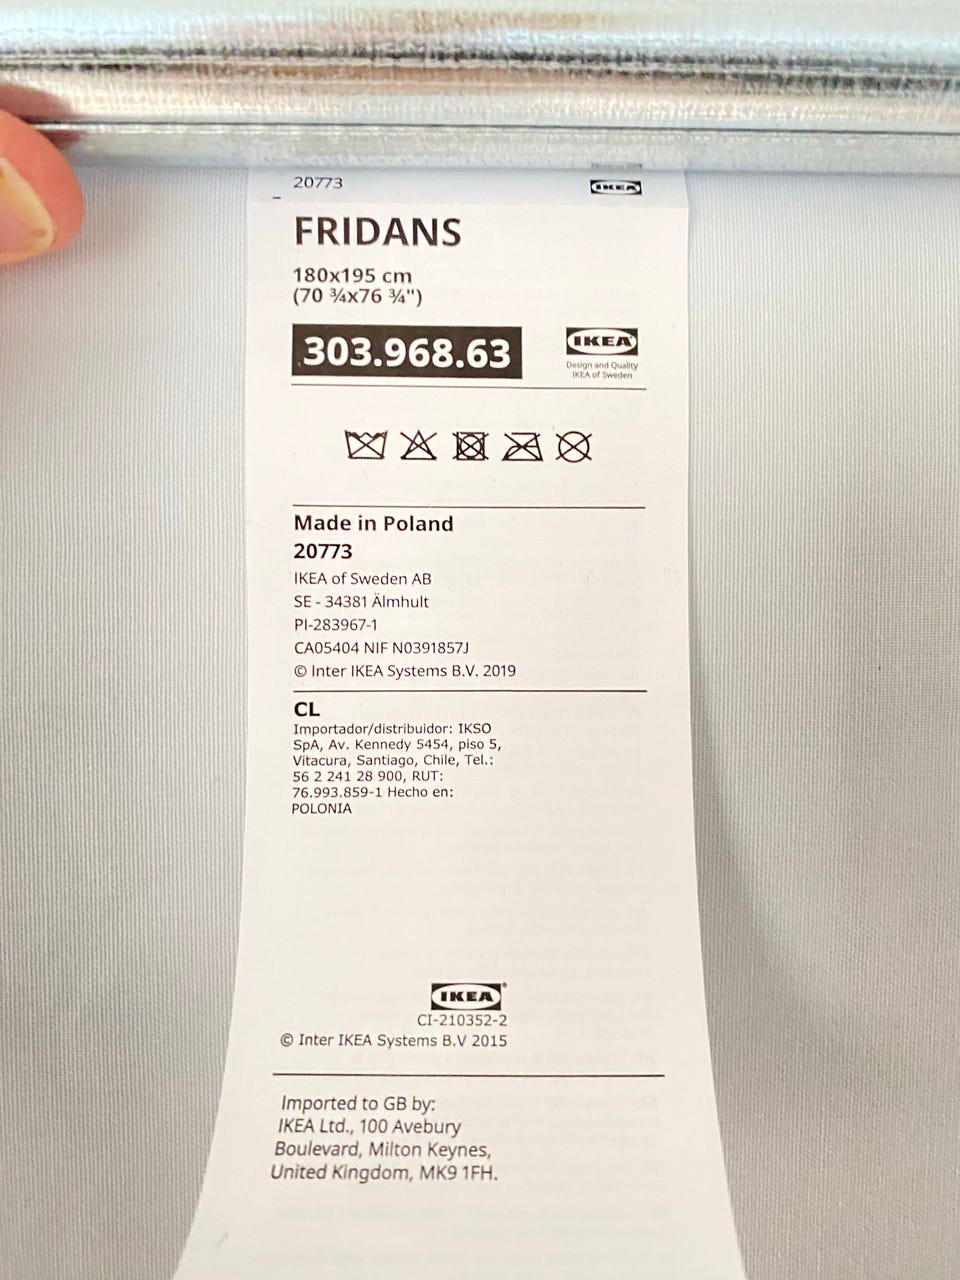 20773
IKEA
FRIDANS
180x195 cm
(70 ¾x76 ¾")
303.968.63
IKEA
Design and Quality
IKEA of Sweden
Made in Poland
20773
IKEA of Sweden AB
SE - 34381 Älmhult
PI-283967-1
CA05404 NIF N0391857J
© Inter IKEA Systems B.V. 2019
CL
Importador/distribuidor: IKSO
SpA, Av. Kennedy 5454, piso 5,
Vitacura, Santiago, Chile, Tel.:
56 2 241 28 900, RUT:
76.993.859-1 Hecho en:
POLONIA
IKEA®
CI-210352-2
© Inter IKEA Systems B.V 2015
Imported to GB by:
IKEA Ltd., 100 Avebury
Boulevard, Milton Keynes,
United Kingdom, MK9 1FH.